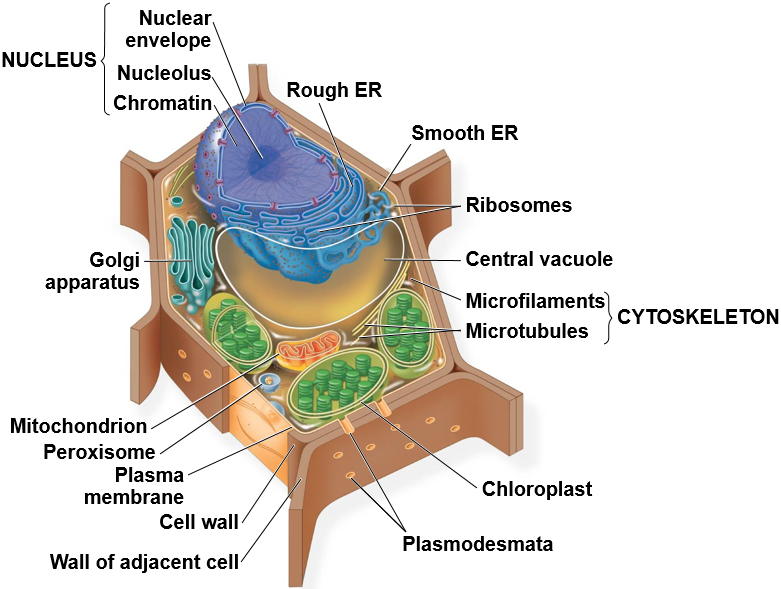 Nuclear
envelope
NUCLEUS
Nucleolus
Chromatin
Rough ER
Smooth ER
Ribosomes
Golgi
apparatus
Central vacuole
Microfilaments
Microtubules
CYTOSKELETON
Mitochondrion
Peroxisome
Plasma
membrane
Cell wall
Wall of adjacent cell
Chloroplast
Plasmodesmata